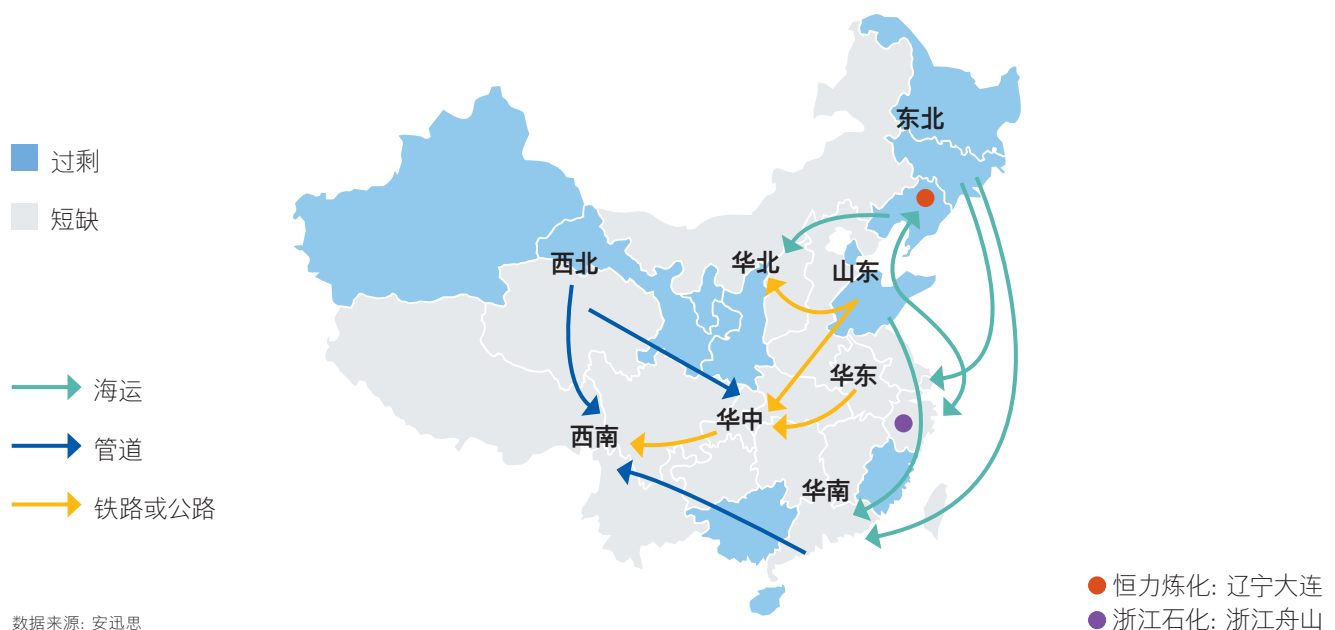 过剩
短缺
海运
管道
铁路或公路
东北
西北
华北
山东
华东
华中
西南
华南
恒力炼化: 辽宁大连
浙江石化: 浙江舟山
数据来源: 安迅思